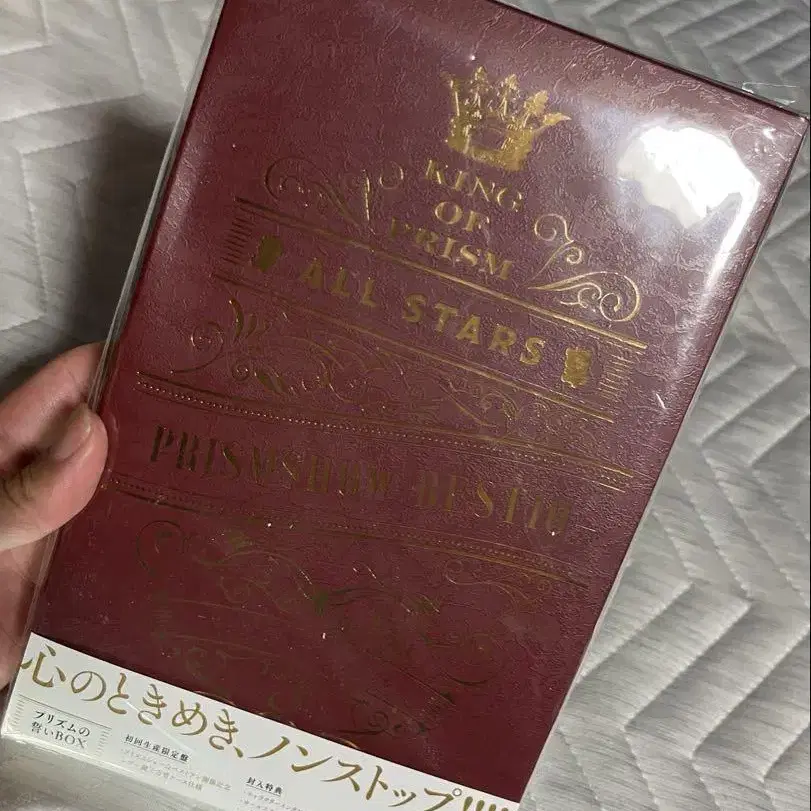 KING
OF
PRISM
ALL STARS
PRISMSHOW BEST10
心のときめき、ノンストップ!!!!
プリズムの
誓いBOX
初回生産限定盤
封入特典